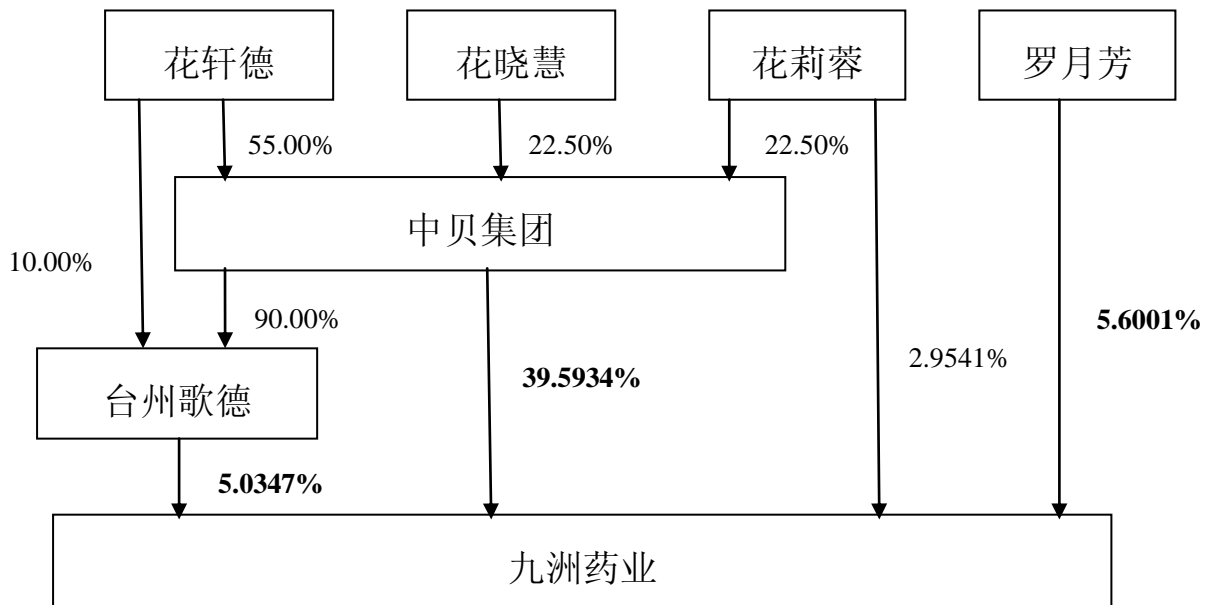 花轩德
花晓慧
花莉蓉
罗月芳
55.00%
22.50%
22.50%
中贝集团
10.00%
90.00%
5.6001%
2.9541%
39.5934%
台州歌德
5.0347%
九洲药业